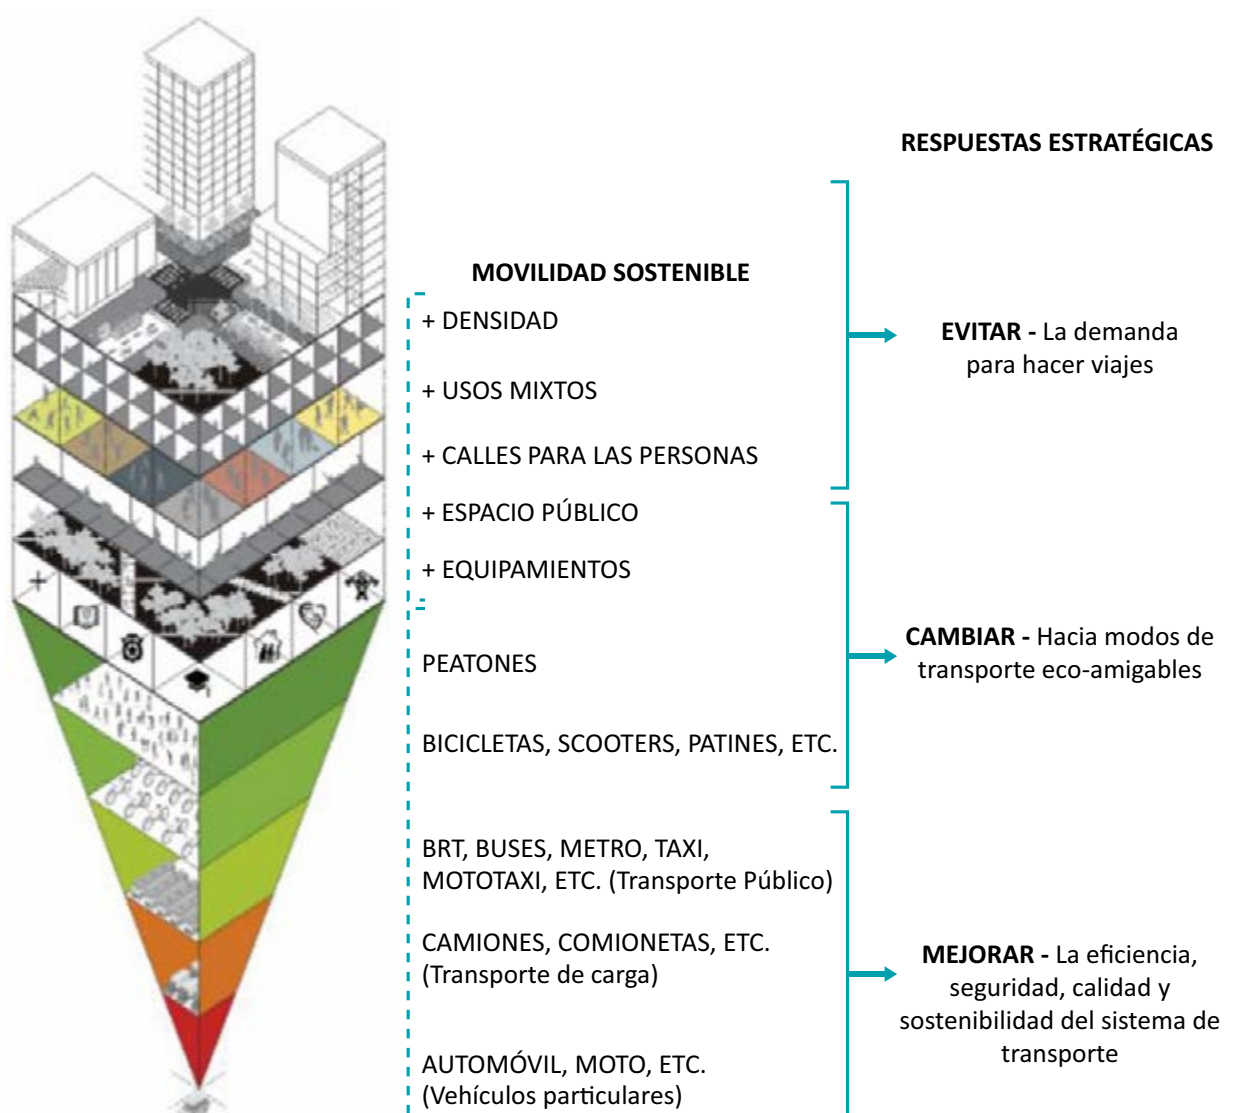 RESPUESTAS ESTRATÉGICAS
MOVILIDAD SOSTENIBLE
+ DENSIDAD
+ USOS MIXTOS
+ CALLES PARA LAS PERSONAS
+ ESPACIO PÚBLICO
+ EQUIPAMIENTOS
PEATONES
BICICLETAS, SCOOTERS, PATINES, ETC.
BRT, BUSES, METRO, TAXI,
MOTOTAXI, ETC. (Transporte Público)
CAMIONES, COMIONETAS, ETC.
(Transporte de carga)
AUTOMÓVIL, MOTO, ETC.
(Vehículos particulares)
EVITAR - La demanda
para hacer viajes
CAMBIAR - Hacia modos de
transporte eco-amigables
MEJORAR - La eficiencia,
seguridad, calidad y
sostenibilidad del sistema de
transporte